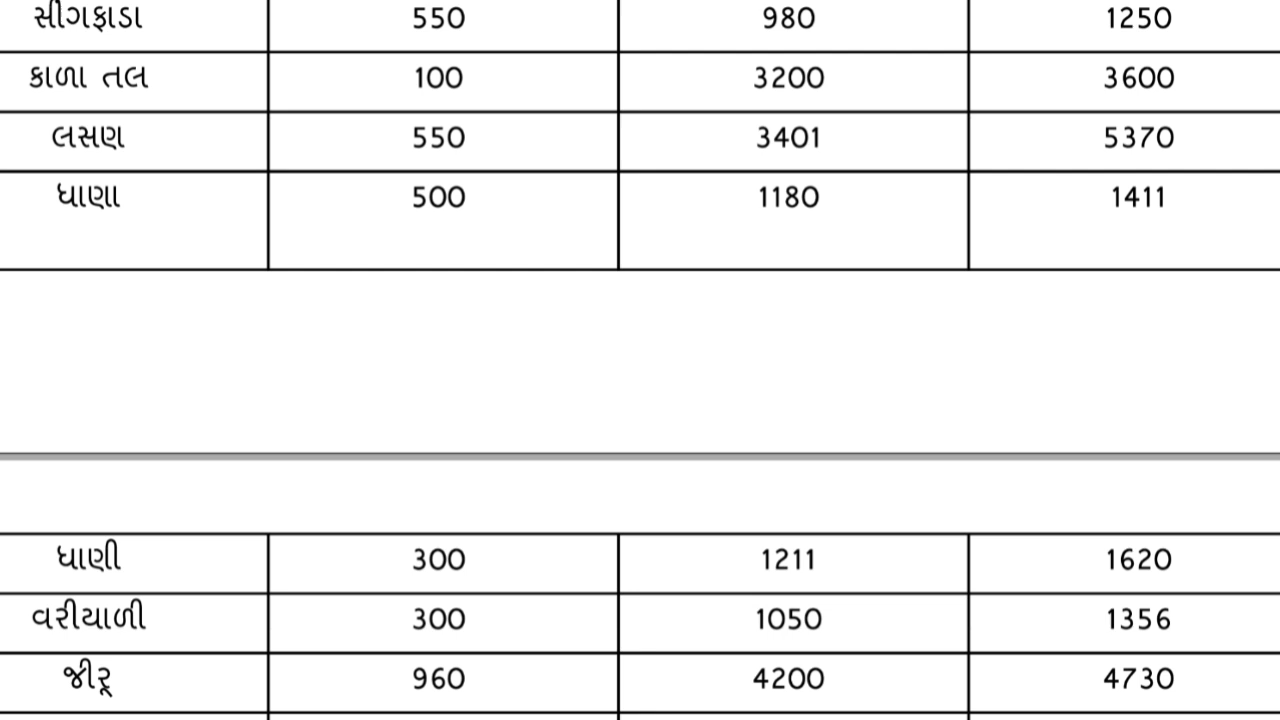 સીંગફાડા 550 980 1250
કાળા તલ 100 3200 3600
લસણ 550 3401 5370
ધાણા 500 1180 1411
ધાણી 300 1211 1620
વરીયાળી 300 1050 1356
જીરૂ 960 4200 4730